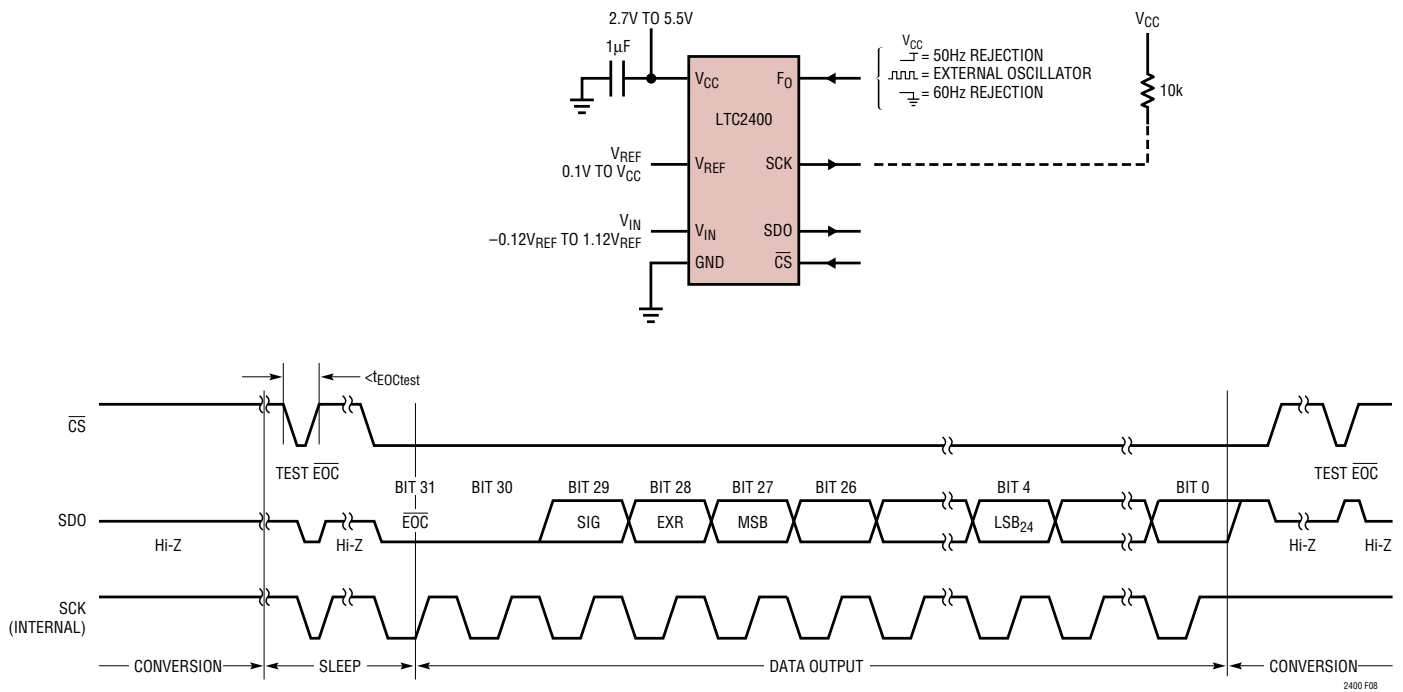 2.7V TO 5.5V
VCC
1µF
VCC
= 50Hz REJECTION
= EXTERNAL OSCILLATOR
= 60Hz REJECTION
10k
VCC
FO
LTC2400
VREF
0.1V TO VCC
VREF
SCK
VIN
–0.12VREF TO 1.12VREF
VIN
SDO
GND
CS
<tEOCtest
CS
TEST EOC
TEST EOC
BIT 31
BIT 30
BIT 29
BIT 28
BIT 27
BIT 26
BIT 4
BIT 0
SDO
EOC
SIG
EXR
MSB
LSB24
Hi-Z
Hi-Z
Hi-Z
Hi-Z
SCK
(INTERNAL)
CONVERSION
SLEEP
DATA OUTPUT
CONVERSION
2400 F08